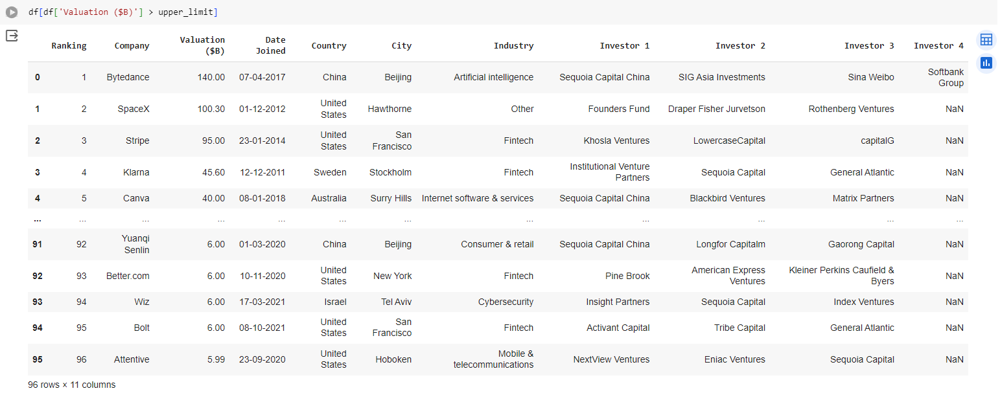 df[df['Valuation ($B)'] > upper_limit]
Ranking Company Valuation ($B) Date Joined Country City Industry Investor 1 Investor 2 Investor 3 Investor 4
0 1 Bytedance 140.00 07-04-2017 China Beijing Artificial intelligence Sequoia Capital China SIG Asia Investments Sina Weibo Softbank Group
1 2 SpaceX 100.30 01-12-2012 United States Hawthorne Other Founders Fund Draper Fisher Jurvetson Rothenberg Ventures NaN
2 3 Stripe 95.00 23-01-2014 United States San Francisco Fintech Khosla Ventures LowercaseCapital capitalG NaN
3 4 Klarna 45.60 12-12-2011 Sweden Stockholm Fintech Institutional Venture Partners Sequoia Capital General Atlantic NaN
4 5 Canva 40.00 08-01-2018 Australia Surry Hills Internet software & services Sequoia Capital China Blackbird Ventures Matrix Partners NaN
... ... ... ... ... ... ... ... ... ... ... ...
91 92 Yuanqi Senlin 6.00 01-03-2020 China Beijing Consumer & retail Sequoia Capital China Longfor Capitalm Gaorong Capital NaN
92 93 Better.com 6.00 10-11-2020 United States New York Fintech Pine Brook American Express Ventures Kleiner Perkins Caufield & Byers NaN
93 94 Wiz 6.00 17-03-2021 Israel Tel Aviv Cybersecurity Insight Partners Sequoia Capital Index Ventures NaN
94 95 Bolt 6.00 08-10-2021 United States San Francisco Fintech Activant Capital Tribe Capital General Atlantic NaN
95 96 Attentive 5.99 23-09-2020 United States Hoboken Mobile & telecommunications NextView Ventures Eniac Ventures Sequoia Capital NaN
96 rows × 11 columns